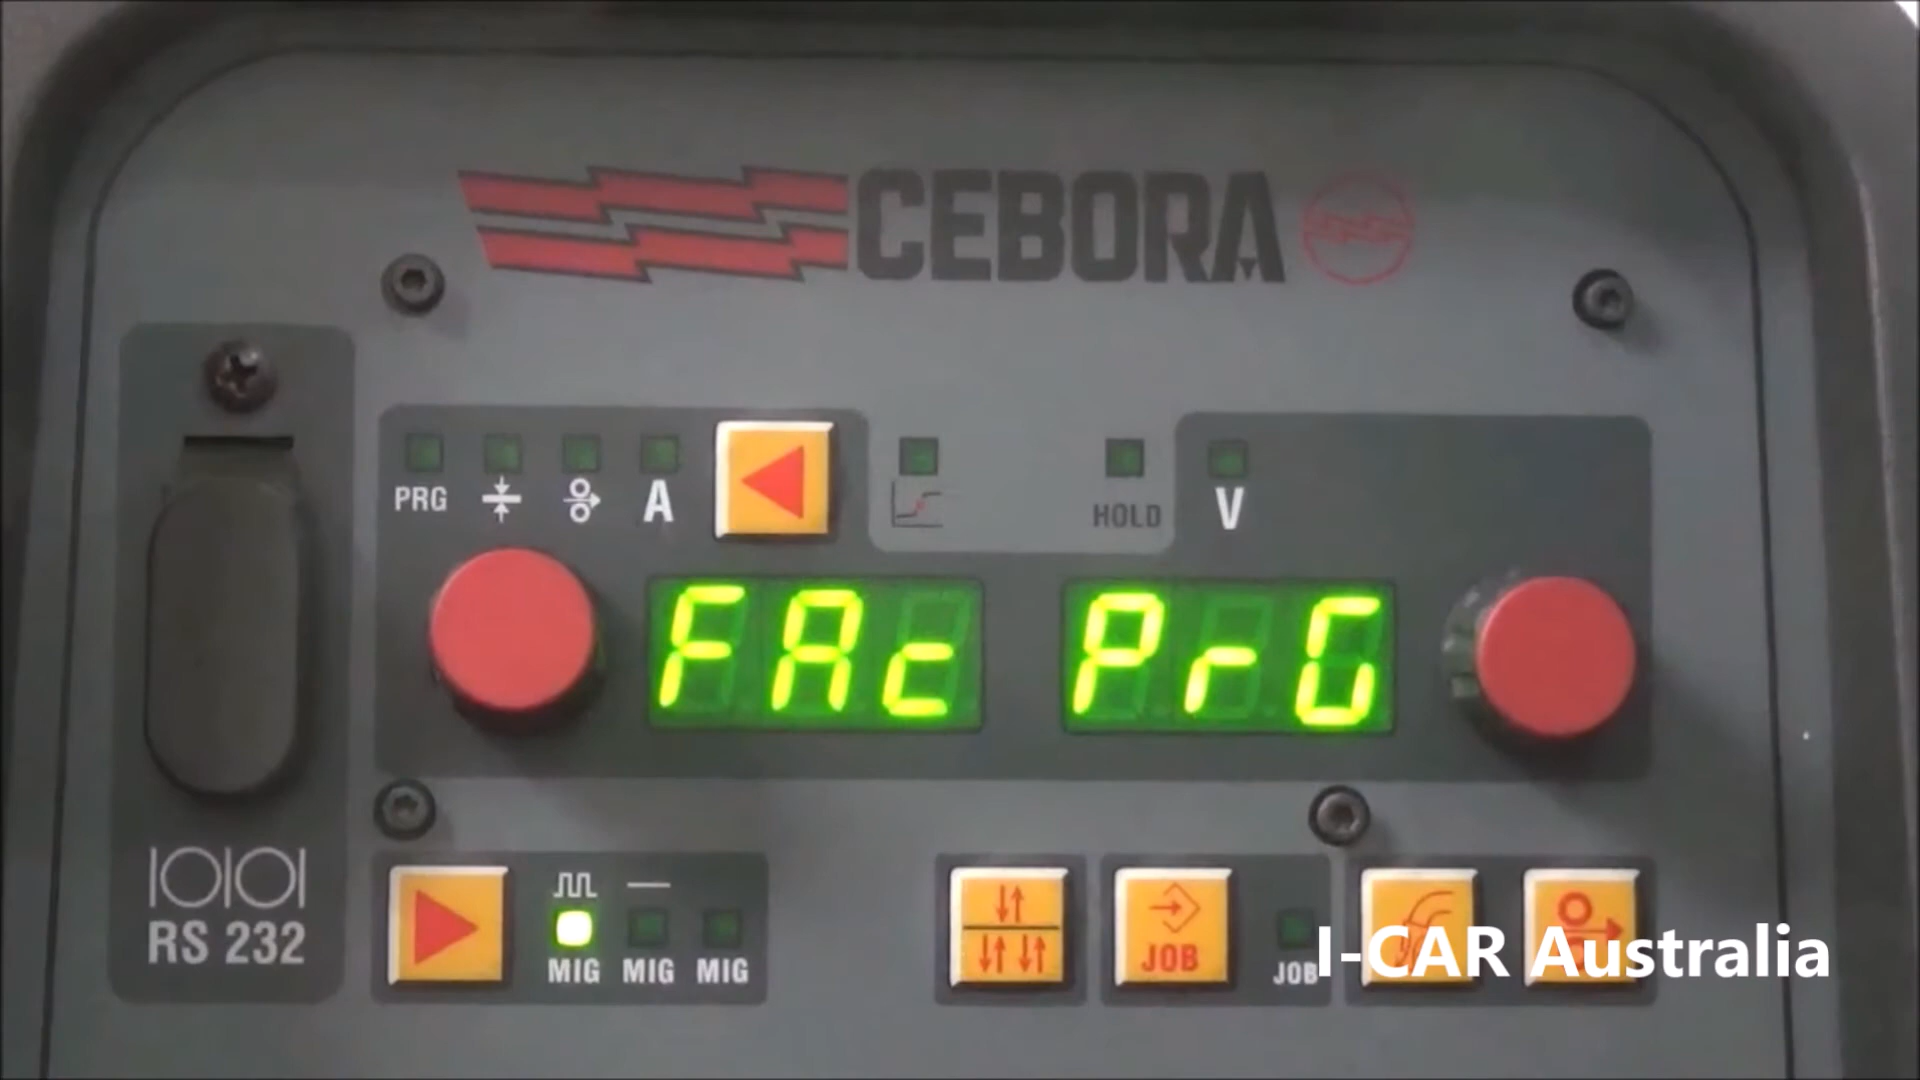 CEBORA
PRG A HOLD V
FAc PrG
RS 232
MIG MIG MIG
JOB JOB
I-CAR Australia